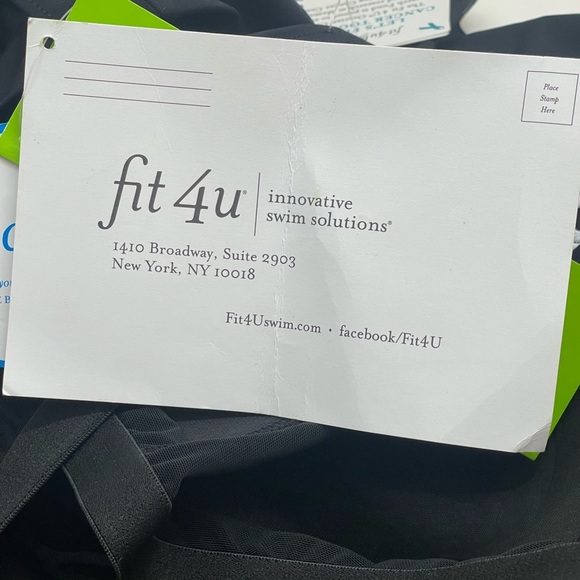 Place
Stamp
Here
fit 4u®
innovative
swim solutions®
1410 Broadway, Suite 2903
New York, NY 10018
Fit4Uswim.com • facebook/Fit4U